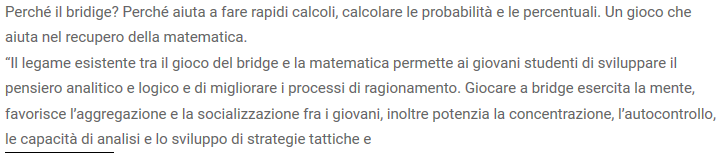 Perché il bridige? Perché aiuta a fare rapidi calcoli, calcolare le probabilità e le percentuali. Un gioco che
aiuta nel recupero della matematica.
“Il legame esistente tra il gioco del bridge e la matematica permette ai giovani studenti di sviluppare il
pensiero analitico e logico e di migliorare i processi di ragionamento. Giocare a bridge esercita la mente,
favorisce l’aggregazione e la socializzazione fra i giovani, inoltre potenzia la concentrazione, l’autocontrollo,
le capacità di analisi e lo sviluppo di strategie tattiche e